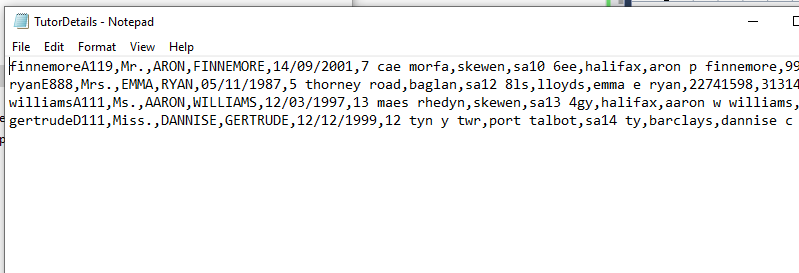 TutorDetails - Notepad
File Edit Format View Help
finnemoreA119,Mr.,ARON,FINNEMORE,14/09/2001,7 cae morfa,skewen,sa10 6ee,halifax,aron p finnemore,99
ryanE888,Mrs.,EMMA,RYAN,05/11/1987,5 thorney road,baglan,sa12 8ls,lloyds,emma e ryan,22741598,31314
williamsA111,Ms.,AARON,WILLIAMS,12/03/1997,13 maes rhedyn,skewen,sa13 4gy,halifax,aaron w williams,
gertrudeD111,Miss.,DANNISE,GERTRUDE,12/12/1999,12 tyn y twr,port talbot,sa14 ty,barclays,dannise c